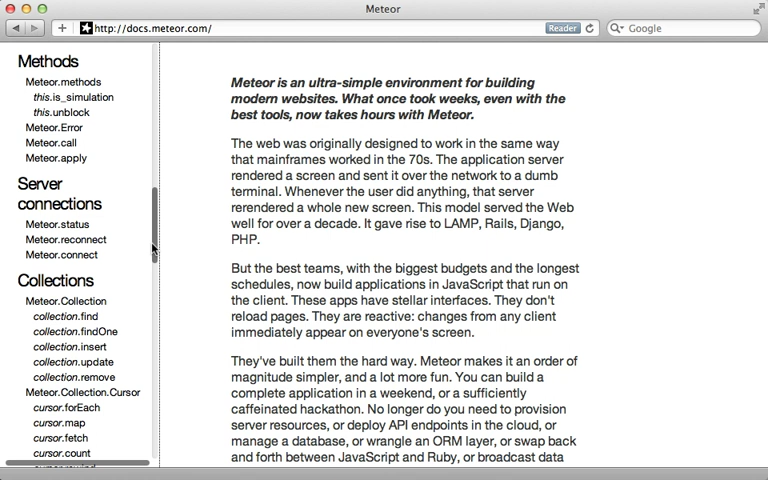 Meteor
http://docs.meteor.com/
Reader
Google
Methods
Meteor.methods
this.is_simulation
this.unblock
Meteor.Error
Meteor.call
Meteor.apply
Server
connections
Meteor.status
Meteor.reconnect
Meteor.connect
Collections
Meteor.Collection
collection.find
collection.findOne
collection.insert
collection.update
collection.remove
Meteor.Collection.Cursor
cursor.forEach
cursor.map
cursor.fetch
cursor.count
Meteor is an ultra-simple environment for building
modern websites. What once took weeks, even with the
best tools, now takes hours with Meteor.
The web was originally designed to work in the same way
that mainframes worked in the 70s. The application server
rendered a screen and sent it over the network to a dumb
terminal. Whenever the user did anything, that server
rerendered a whole new screen. This model served the Web
well for over a decade. It gave rise to LAMP, Rails, Django,
PHP.
But the best teams, with the biggest budgets and the longest
schedules, now build applications in JavaScript that run on
the client. These apps have stellar interfaces. They don't
reload pages. They are reactive: changes from any client
immediately appear on everyone's screen.
They've built them the hard way. Meteor makes it an order of
magnitude simpler, and a lot more fun. You can build a
complete application in a weekend, or a sufficiently
caffeinated hackathon. No longer do you need to provision
server resources, or deploy API endpoints in the cloud, or
manage a database, or wrangle an ORM layer, or swap back
and forth between JavaScript and Ruby, or broadcast data